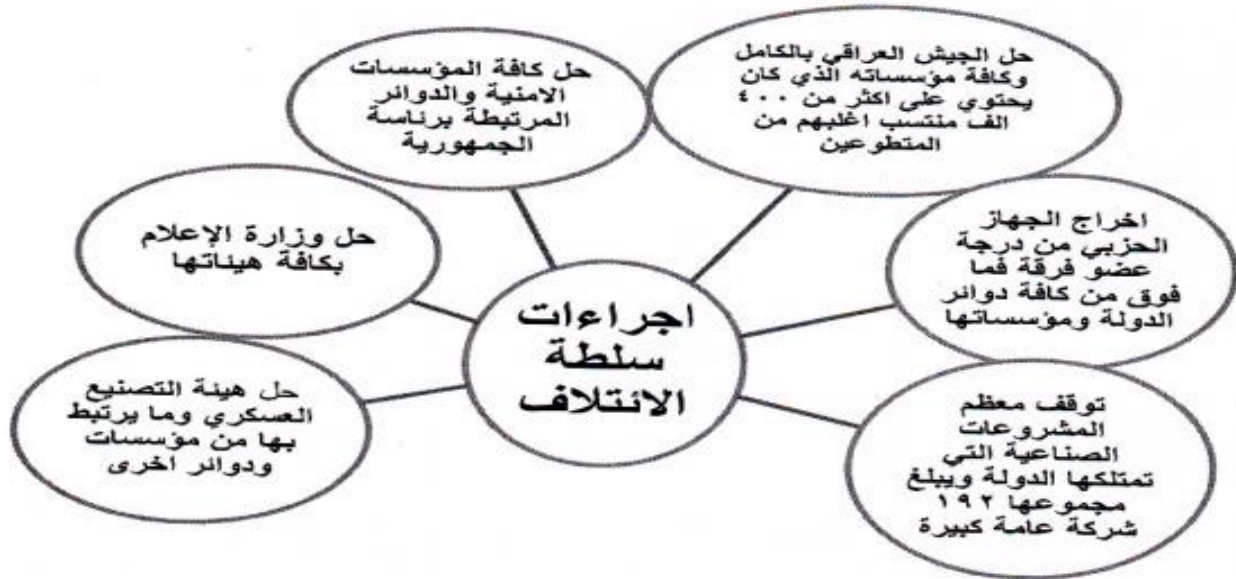 حل الجيش العراقي بالكامل
وكافة مؤسساته الذي كان
يحتوي على اكثر من ٤٠٠
الف منتسب اغلبهم من
المتطوعين
حل كافة المؤسسات
الامنية والدوائر
المرتبطة برئاسة
الجمهورية
اخراج الجهاز
الحزبي من درجة
عضو فرقة فما
فوق من كافة دوائر
الدولة ومؤسساتها
حل وزارة الإعلام
بكافة هيئاتها
اجراءات
سلطة
الائتلاف
توقف معظم
المشروعات
الصناعية التي
تمتلكها الدولة ويبلغ
مجموعها ١٩٢
شركة عامة كبيرة
حل هيئة التصنيع
العسكري وما يرتبط
بها من مؤسسات
ودوائر اخرى